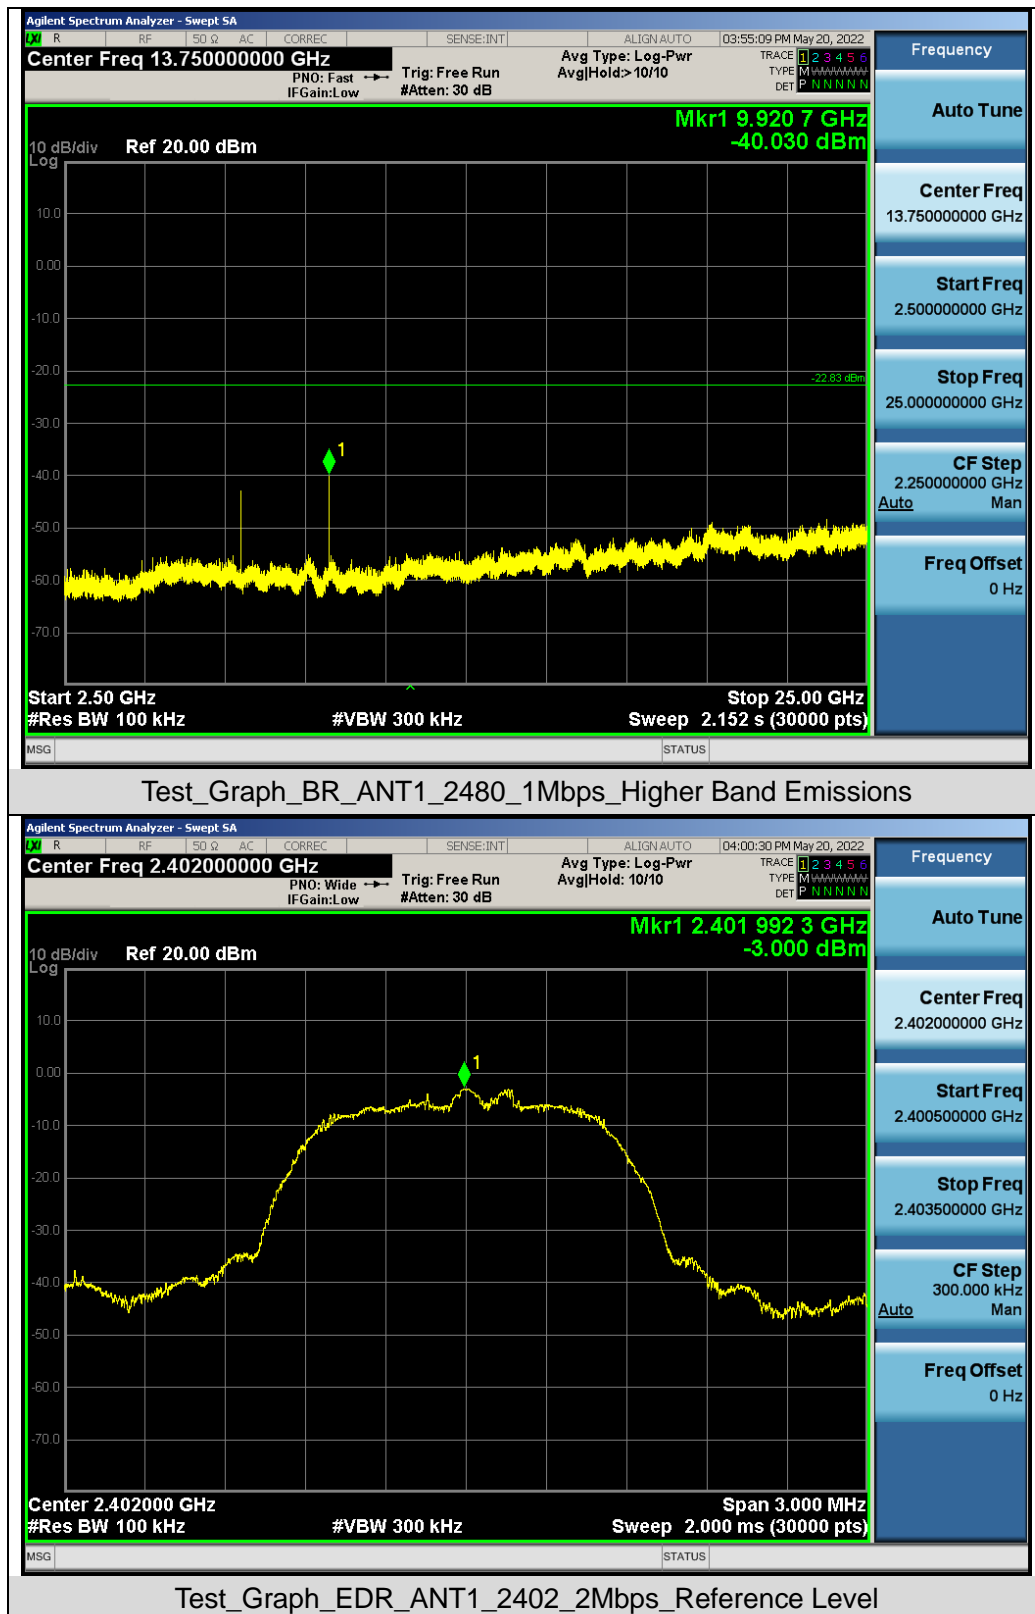 Agilent Spectrum Analyzer - Swept SA
LXI R RF 50 Ω AC CORREC SENSE:INT ALIGNAUTO 03:55:09 PM May 20, 2022
Center Freq 13.750000000 GHz
PNO: Fast
IFGain:Low
Trig: Free Run
#Atten: 30 dB
Avg Type: Log-Pwr
Avg|Hold:>10/10
TRACE 1 2 3 4 5 6
TYPE M
DET P N N N N N
Mkr1 9.920 7 GHz
-40.030 dBm
10 dB/div Ref 20.00 dBm
Log
10.0
0.00
-10.0
-20.0
-22.83 dBm
-30.0
1
-40.0
-50.0
-60.0
-70.0
Start 2.50 GHz Stop 25.00 GHz
#Res BW 100 kHz #VBW 300 kHz Sweep 2.152 s (30000 pts)
MSG STATUS
Frequency
Auto Tune
Center Freq
13.750000000 GHz
Start Freq
2.500000000 GHz
Stop Freq
25.000000000 GHz
CF Step
2.250000000 GHz
Auto Man
Freq Offset
0 Hz
Test_Graph_BR_ANT1_2480_1Mbps_Higher Band Emissions
Agilent Spectrum Analyzer - Swept SA
LXI R RF 50 Ω AC CORREC SENSE:INT ALIGNAUTO 04:00:30 PM May 20, 2022
Center Freq 2.402000000 GHz
PNO: Wide
IFGain:Low
Trig: Free Run
#Atten: 30 dB
Avg Type: Log-Pwr
Avg|Hold: 10/10
TRACE 1 2 3 4 5 6
TYPE M
DET P N N N N N
Mkr1 2.401 992 3 GHz
-3.000 dBm
10 dB/div Ref 20.00 dBm
Log
10.0
1
0.00
-10.0
-20.0
-30.0
-40.0
-50.0
-60.0
-70.0
Center 2.402000 GHz Span 3.000 MHz
#Res BW 100 kHz #VBW 300 kHz Sweep 2.000 ms (30000 pts)
MSG STATUS
Frequency
Auto Tune
Center Freq
2.402000000 GHz
Start Freq
2.400500000 GHz
Stop Freq
2.403500000 GHz
CF Step
300.000 kHz
Auto Man
Freq Offset
0 Hz
Test_Graph_EDR_ANT1_2402_2Mbps_Reference Level